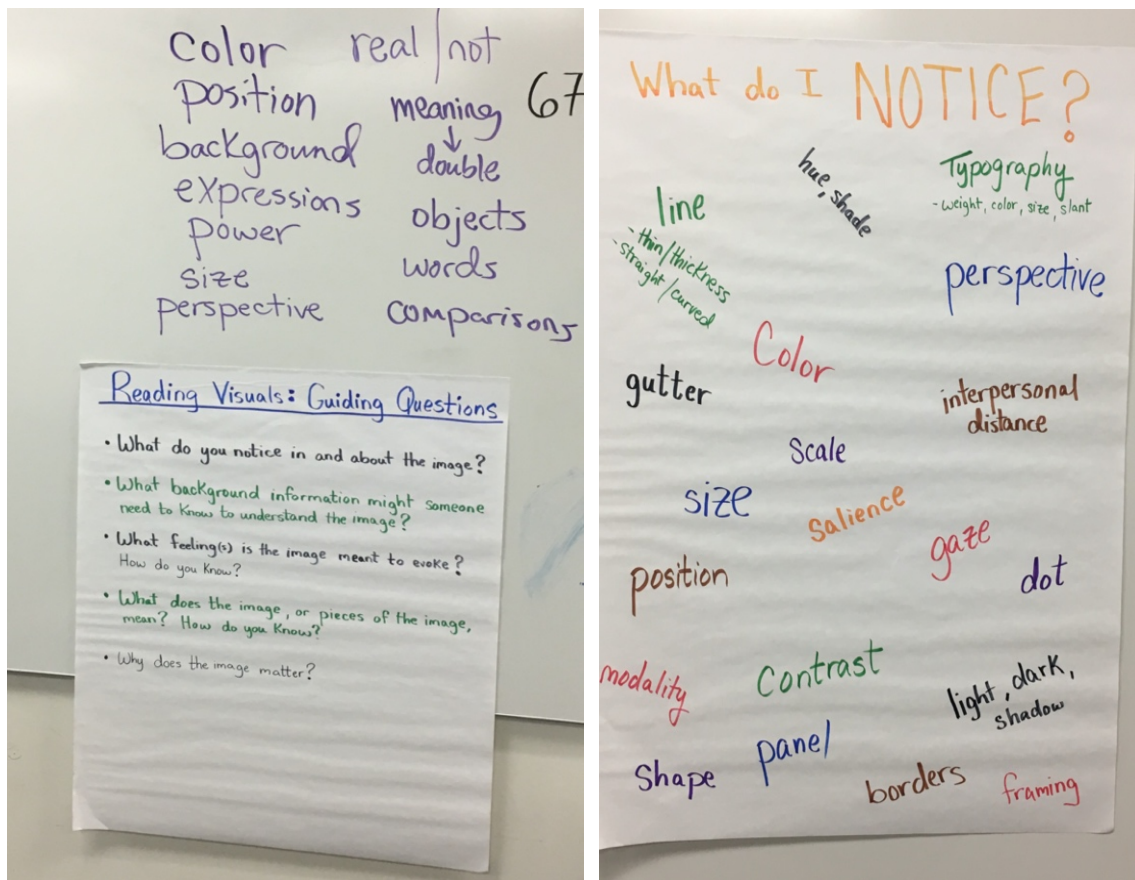 color real/not
position meaning 67
↓
background double
expressions objects
power
size words
perspective comparisons
Reading Visuals: Guiding Questions
• What do you notice in and about the image?
• What background information might someone
need to know to understand the image?
• What feeling(s) is the image meant to evoke?
How do you know?
• What does the image, or pieces of the image,
mean? How do you know?
• Why does the image matter?
What do I NOTICE?
hue, shade
Typography
- weight, color, size, slant
line
- thin/thickness
- straight/curved
perspective
Color
gutter
interpersonal
distance
Scale
size
Salience
gaze
position
dot
modality
Contrast
light, dark,
shadow
panel
Shape
borders
framing